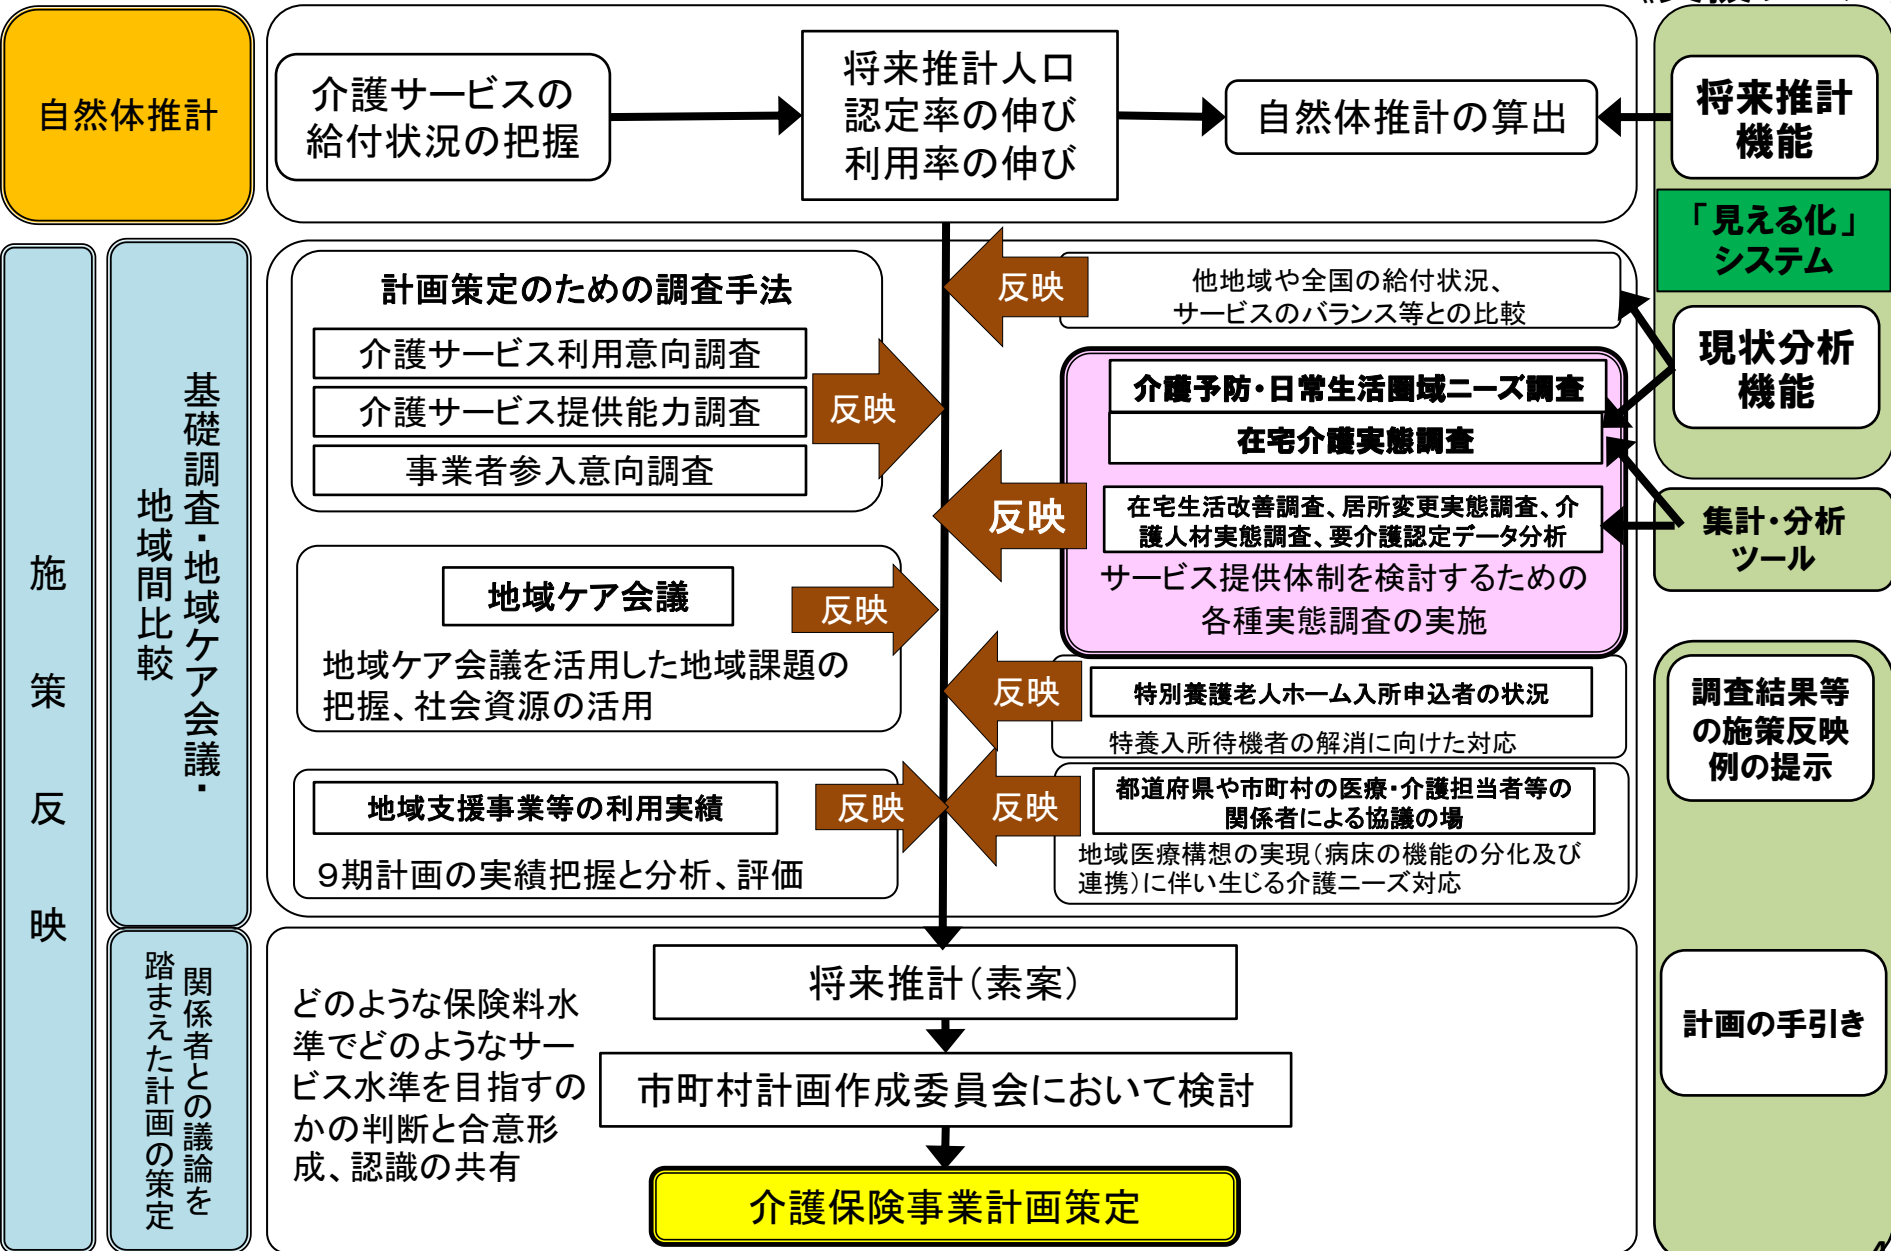 自然体推計
介護サービスの
給付状況の把握
将来推計人口
認定率の伸び
利用率の伸び
自然体推計の算出
将来推計
機能
「見える化」
システム
現状分析
機能
集計・分析
ツール
調査結果等
の施策反映
例の提示
計画の手引き
施策反映
基礎調査・地域ケア会議・
地域間比較
計画策定のための調査手法
介護サービス利用意向調査
介護サービス提供能力調査
事業者参入意向調査
反映
反映
他地域や全国の給付状況、
サービスのバランス等との比較
介護予防・日常生活圏域ニーズ調査
在宅介護実態調査
反映
在宅生活改善調査、居所変更実態調査、介
護人材実態調査、要介護認定データ分析
サービス提供体制を検討するための
各種実態調査の実施
地域ケア会議
反映
地域ケア会議を活用した地域課題の
把握、社会資源の活用
反映
特別養護老人ホーム入所申込者の状況
特養入所待機者の解消に向けた対応
地域支援事業等の利用実績
反映
9期計画の実績把握と分析、評価
反映
都道府県や市町村の医療・介護担当者等の
関係者による協議の場
地域医療構想の実現(病床の機能の分化及び
連携)に伴い生じる介護ニーズ対応
関係者との議論を
踏まえた計画の策定
どのような保険料水
準でどのようなサー
ビス水準を目指すの
かの判断と合意形
成、認識の共有
将来推計(素案)
市町村計画作成委員会において検討
介護保険事業計画策定